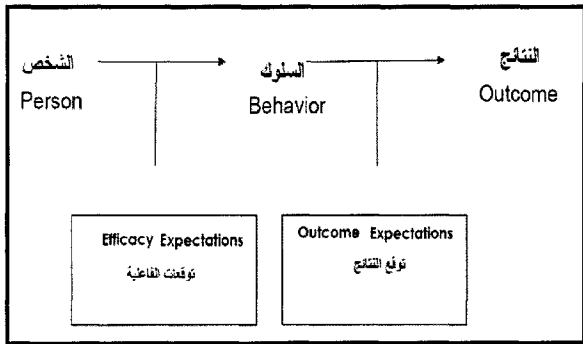 الشخص
Person
السلوك
Behavior
النتائج
Outcome
Efficacy Expectations
توقعات الفاعلية
Outcome Expectations
توقع النتائج